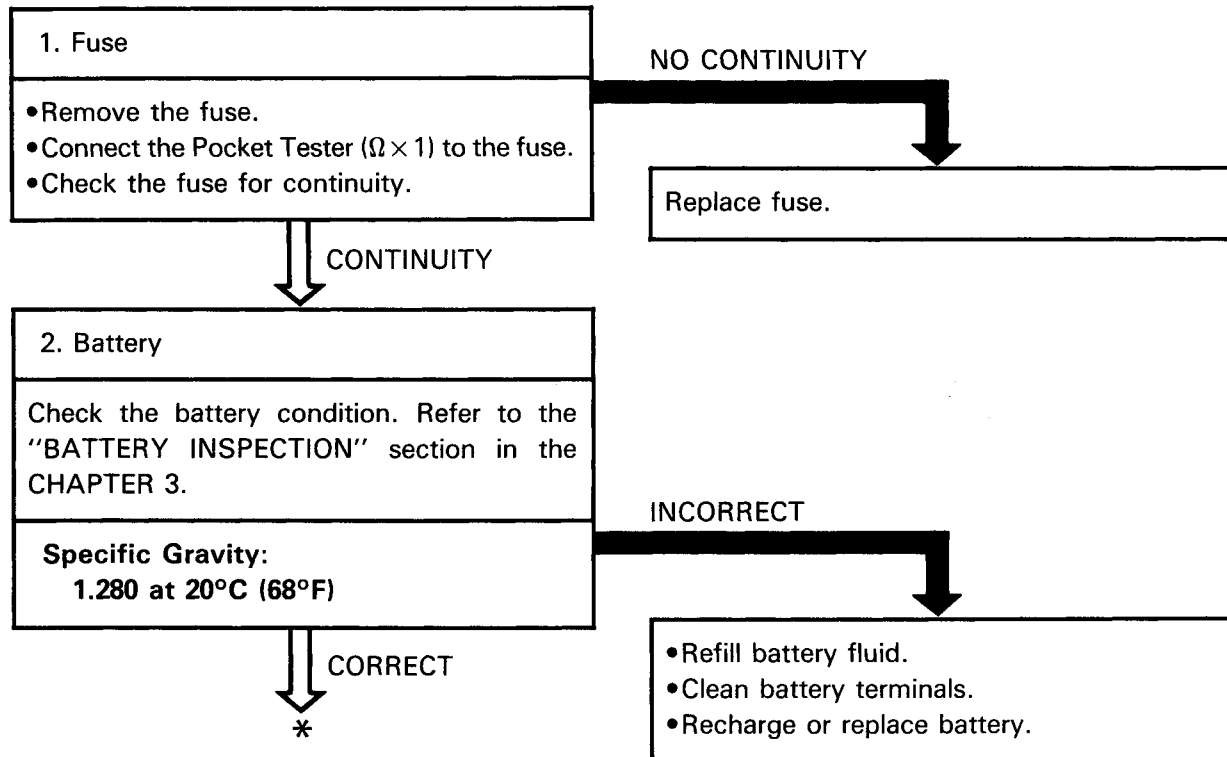 1. Fuse
•Remove the fuse.
•Connect the Pocket Tester (Ω × 1) to the fuse.
•Check the fuse for continuity.
NO CONTINUITY
Replace fuse.
CONTINUITY
2. Battery
Check the battery condition. Refer to the
"BATTERY INSPECTION" section in the
CHAPTER 3.
Specific Gravity:
1.280 at 20°C (68°F)
INCORRECT
•Refill battery fluid.
•Clean battery terminals.
•Recharge or replace battery.
CORRECT
*